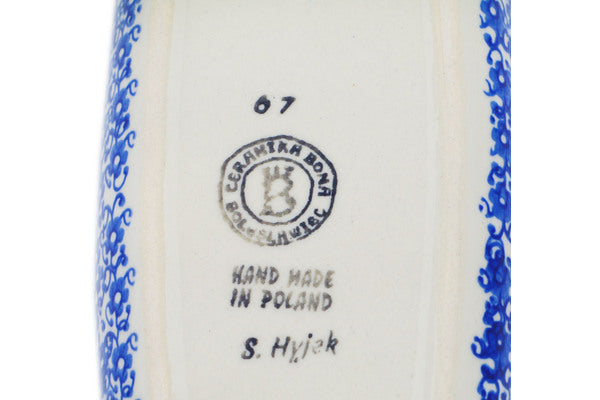 67
CERAMIKA BONA
BOLESŁAWIEC
HAND MADE
IN POLAND
S. Hyjek